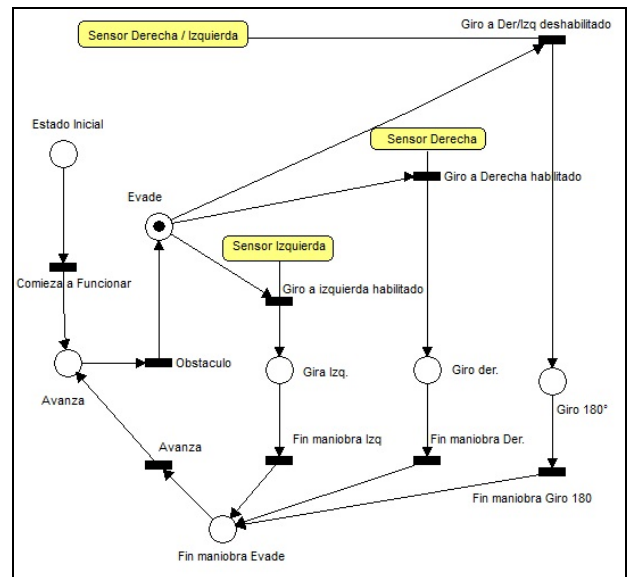 Giro a Der/Izq deshabilitado
Sensor Derecha / Izquierda
Estado Inicial
Sensor Derecha
Giro a Derecha habilitado
Evade
Sensor Izquierda
Comieza a Funcionar
Giro a izquierda habilitado
Obstaculo
Gira Izq.
Giro der.
Giro 180°
Avanza
Avanza
Fin maniobra Izq
Fin maniobra Der.
Fin maniobra Giro 180
Fin maniobra Evade